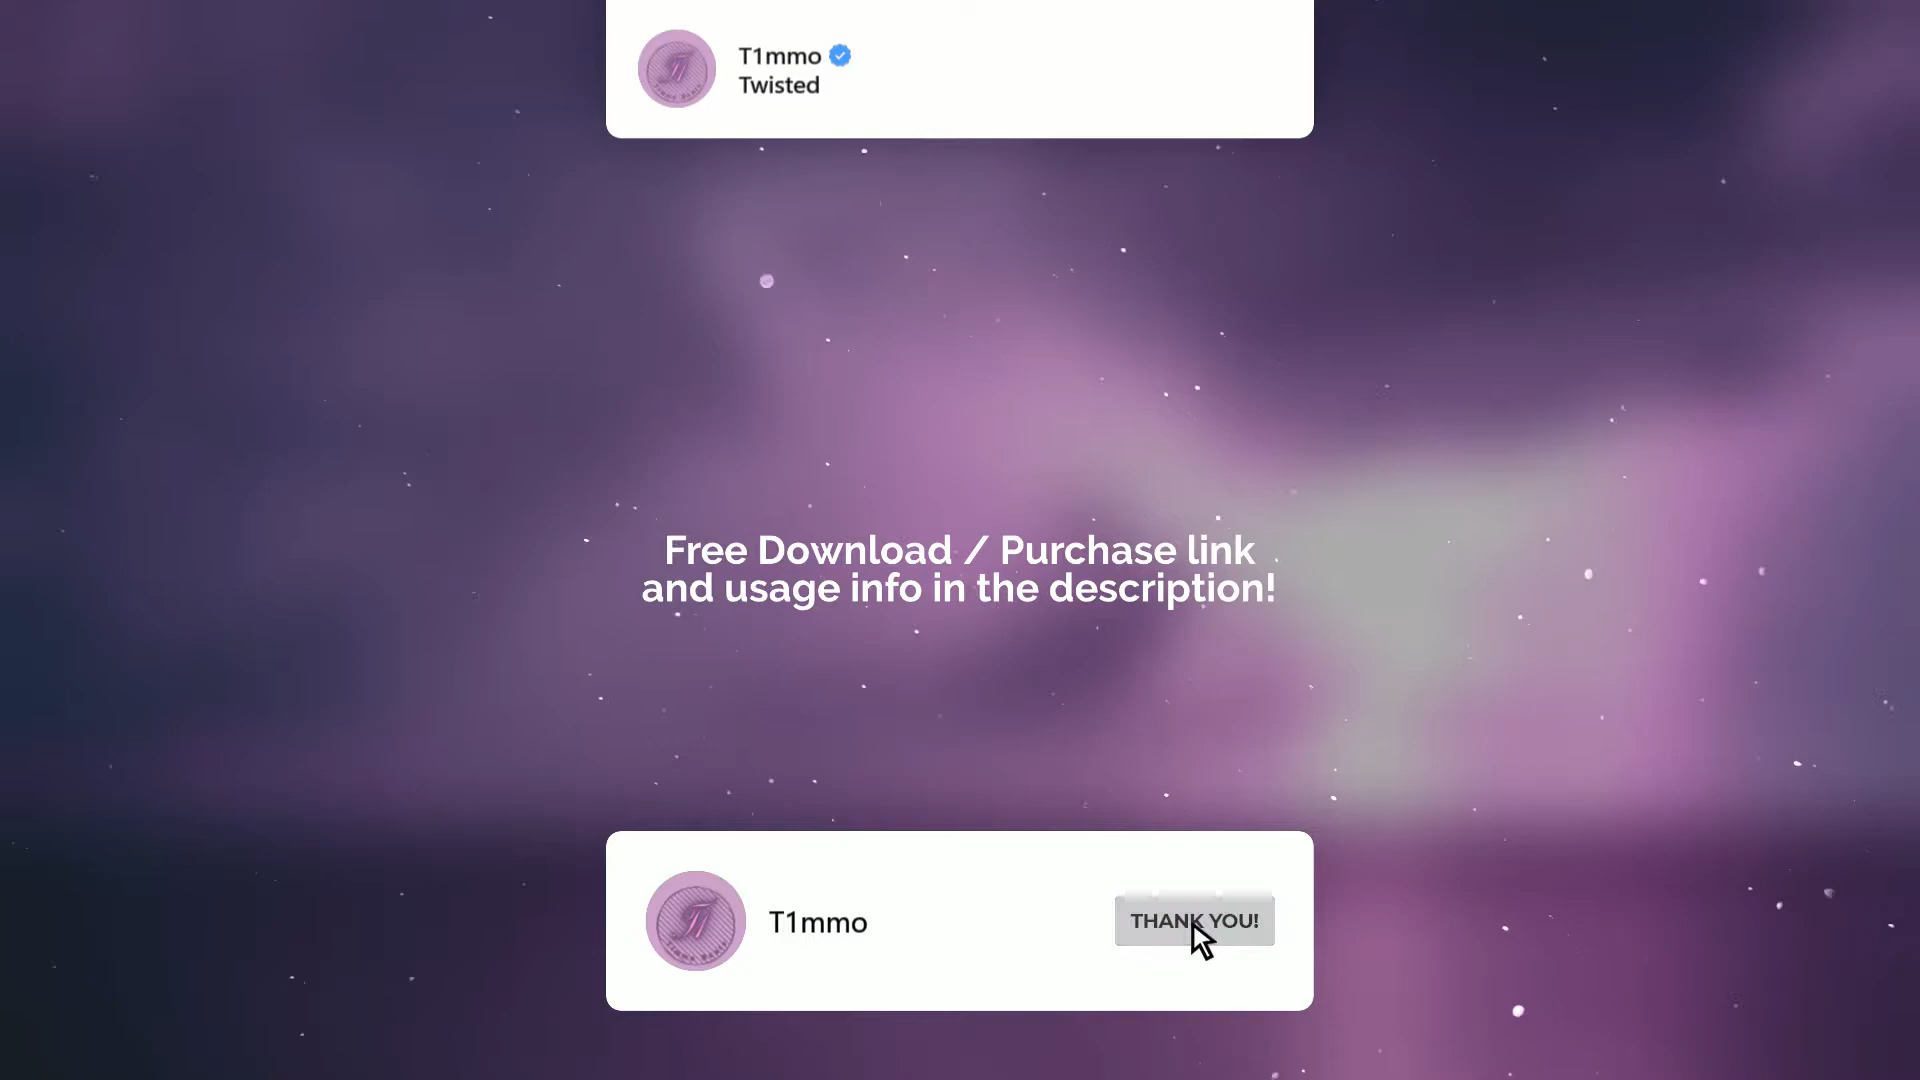 T1mmo
Twisted
Free Download / Purchase link
and usage info in the description!
T1mmo
THANK YOU!